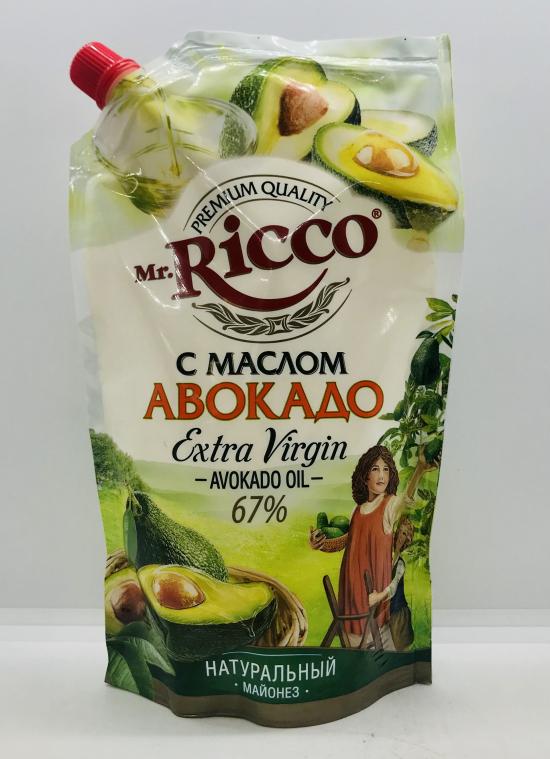 PREMIUM QUALITY
Mr. Ricco®
С МАСЛОМ
АВОКАДО
Extra Virgin
– AVOKADO OIL –
67%
НАТУРАЛЬНЫЙ
· МАЙОНЕЗ ·